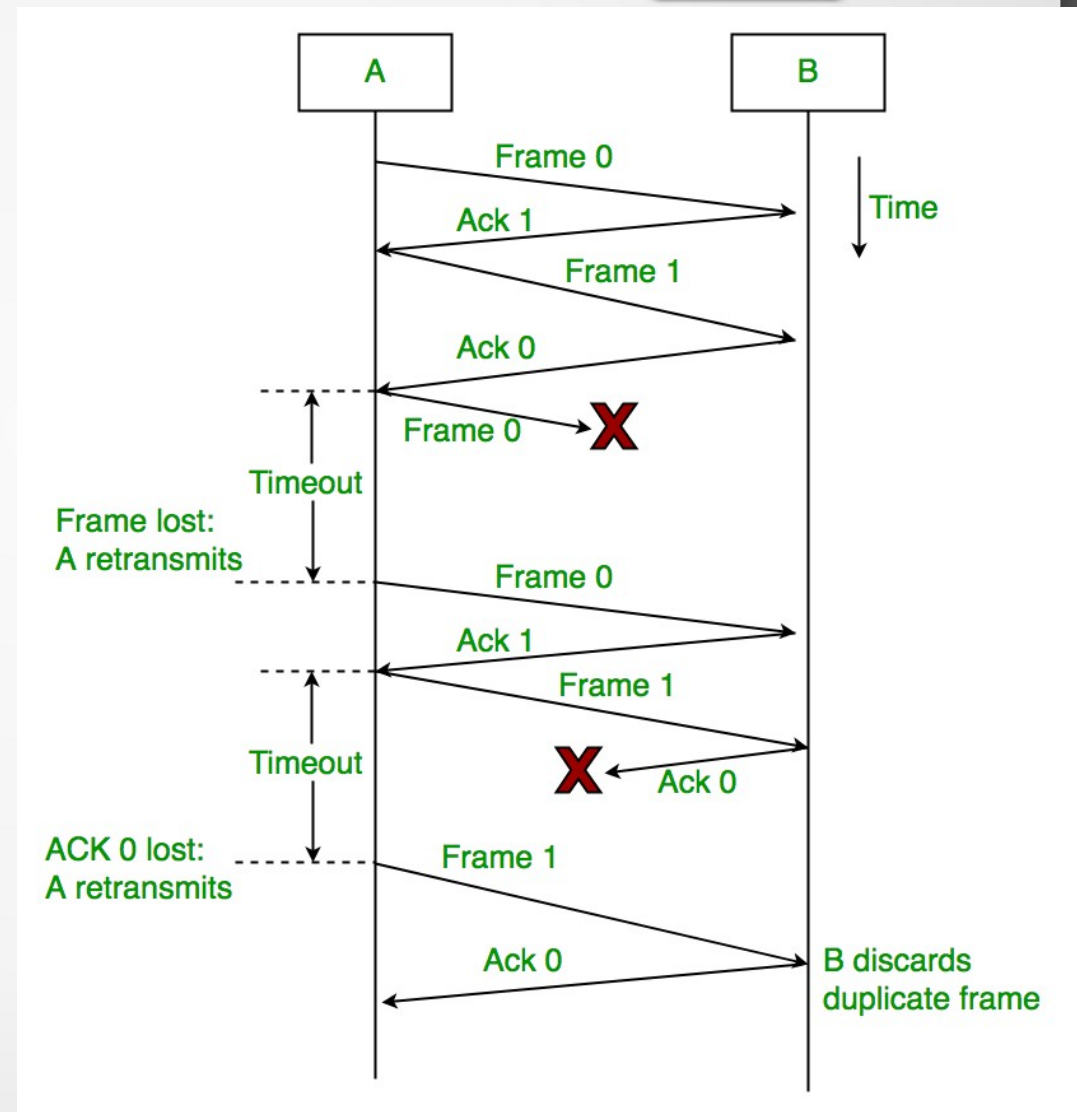 A
B
Frame 0
Time
Ack 1
Frame 1
Ack 0
Frame 0
Timeout
Frame lost:
A retransmits
Frame 0
Ack 1
Frame 1
Timeout
Ack 0
ACK 0 lost:
A retransmits
Frame 1
Ack 0
B discards
duplicate frame